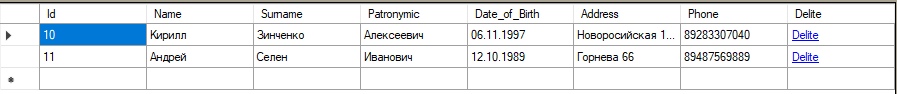 Id Name Surname Patronymic Date_of_Birth Address Phone Delite
10 Кирилл Зинченко Алексеевич 06.11.1997 Новоросийская 1... 89283307040 Delite
11 Андрей Селен Иванович 12.10.1989 Горнева 66 89487569889 Delite